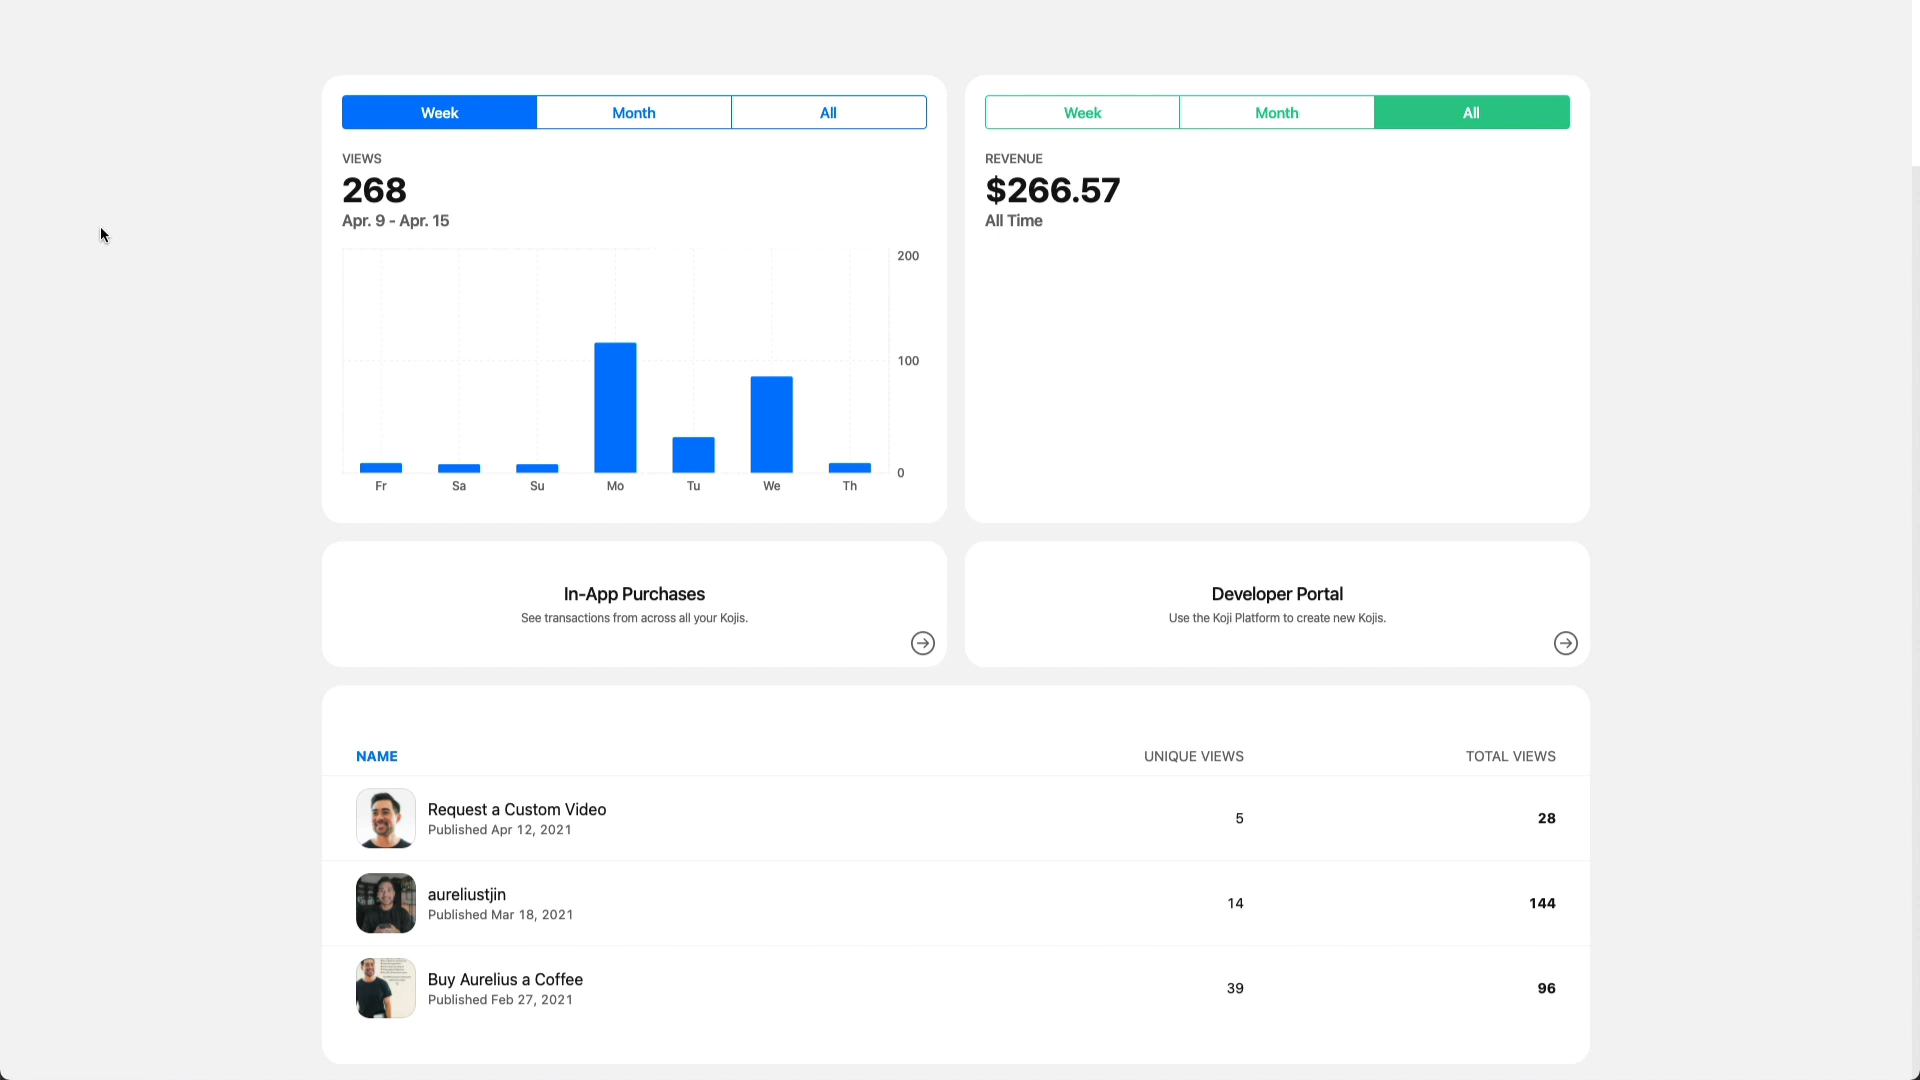 Week
Month
All
VIEWS
268
Apr. 9 - Apr. 15
200
100
0
Fr
Sa
Su
Mo
Tu
We
Th
Week
Month
All
REVENUE
$266.57
All Time
In-App Purchases
See transactions from across all your Kojis.
Developer Portal
Use the Koji Platform to create new Kojis.
NAME
UNIQUE VIEWS
TOTAL VIEWS
Request a Custom Video
Published Apr 12, 2021
5
28
aureliustjin
Published Mar 18, 2021
14
144
Buy Aurelius a Coffee
Published Feb 27, 2021
39
96